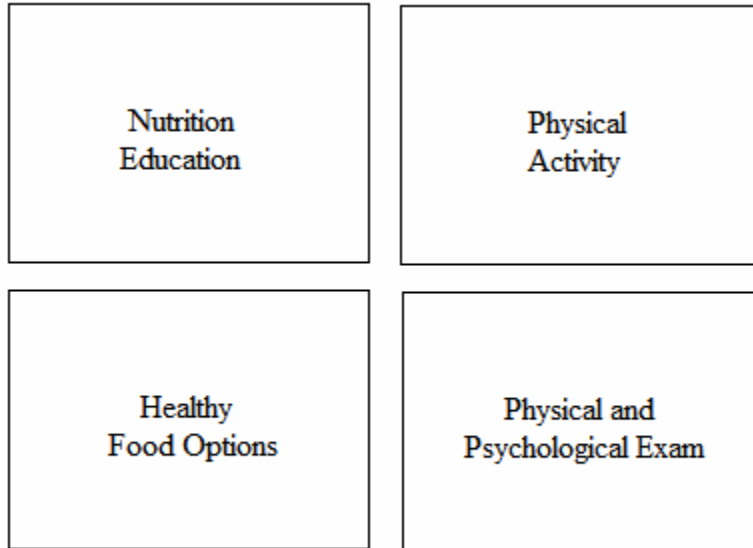 Nutrition
Education
Physical
Activity
Healthy
Food Options
Physical and
Psychological Exam